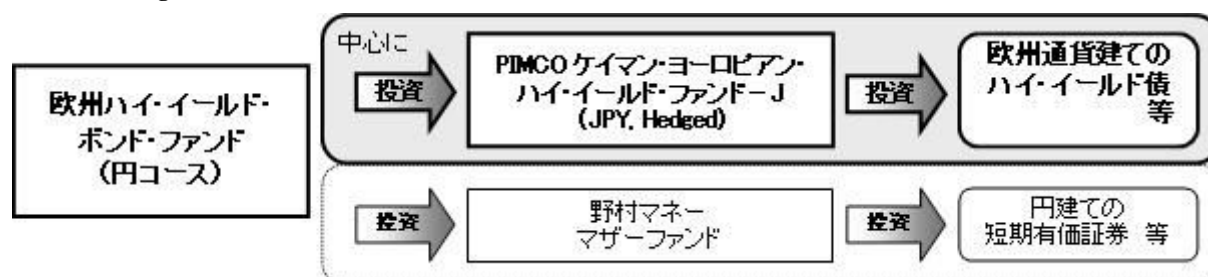 欧州ハイ・イールド・
ボンド・ファンド
(円コース)
中心に
投資
PIMCO ケイマン・ヨーロピアン・
ハイ・イールド・ファンド－J
(JPY, Hedged)
投資
欧州通貨建ての
ハイ・イールド債
等
投資
野村マネー
マザーファンド
投資
円建ての
短期有価証券 等